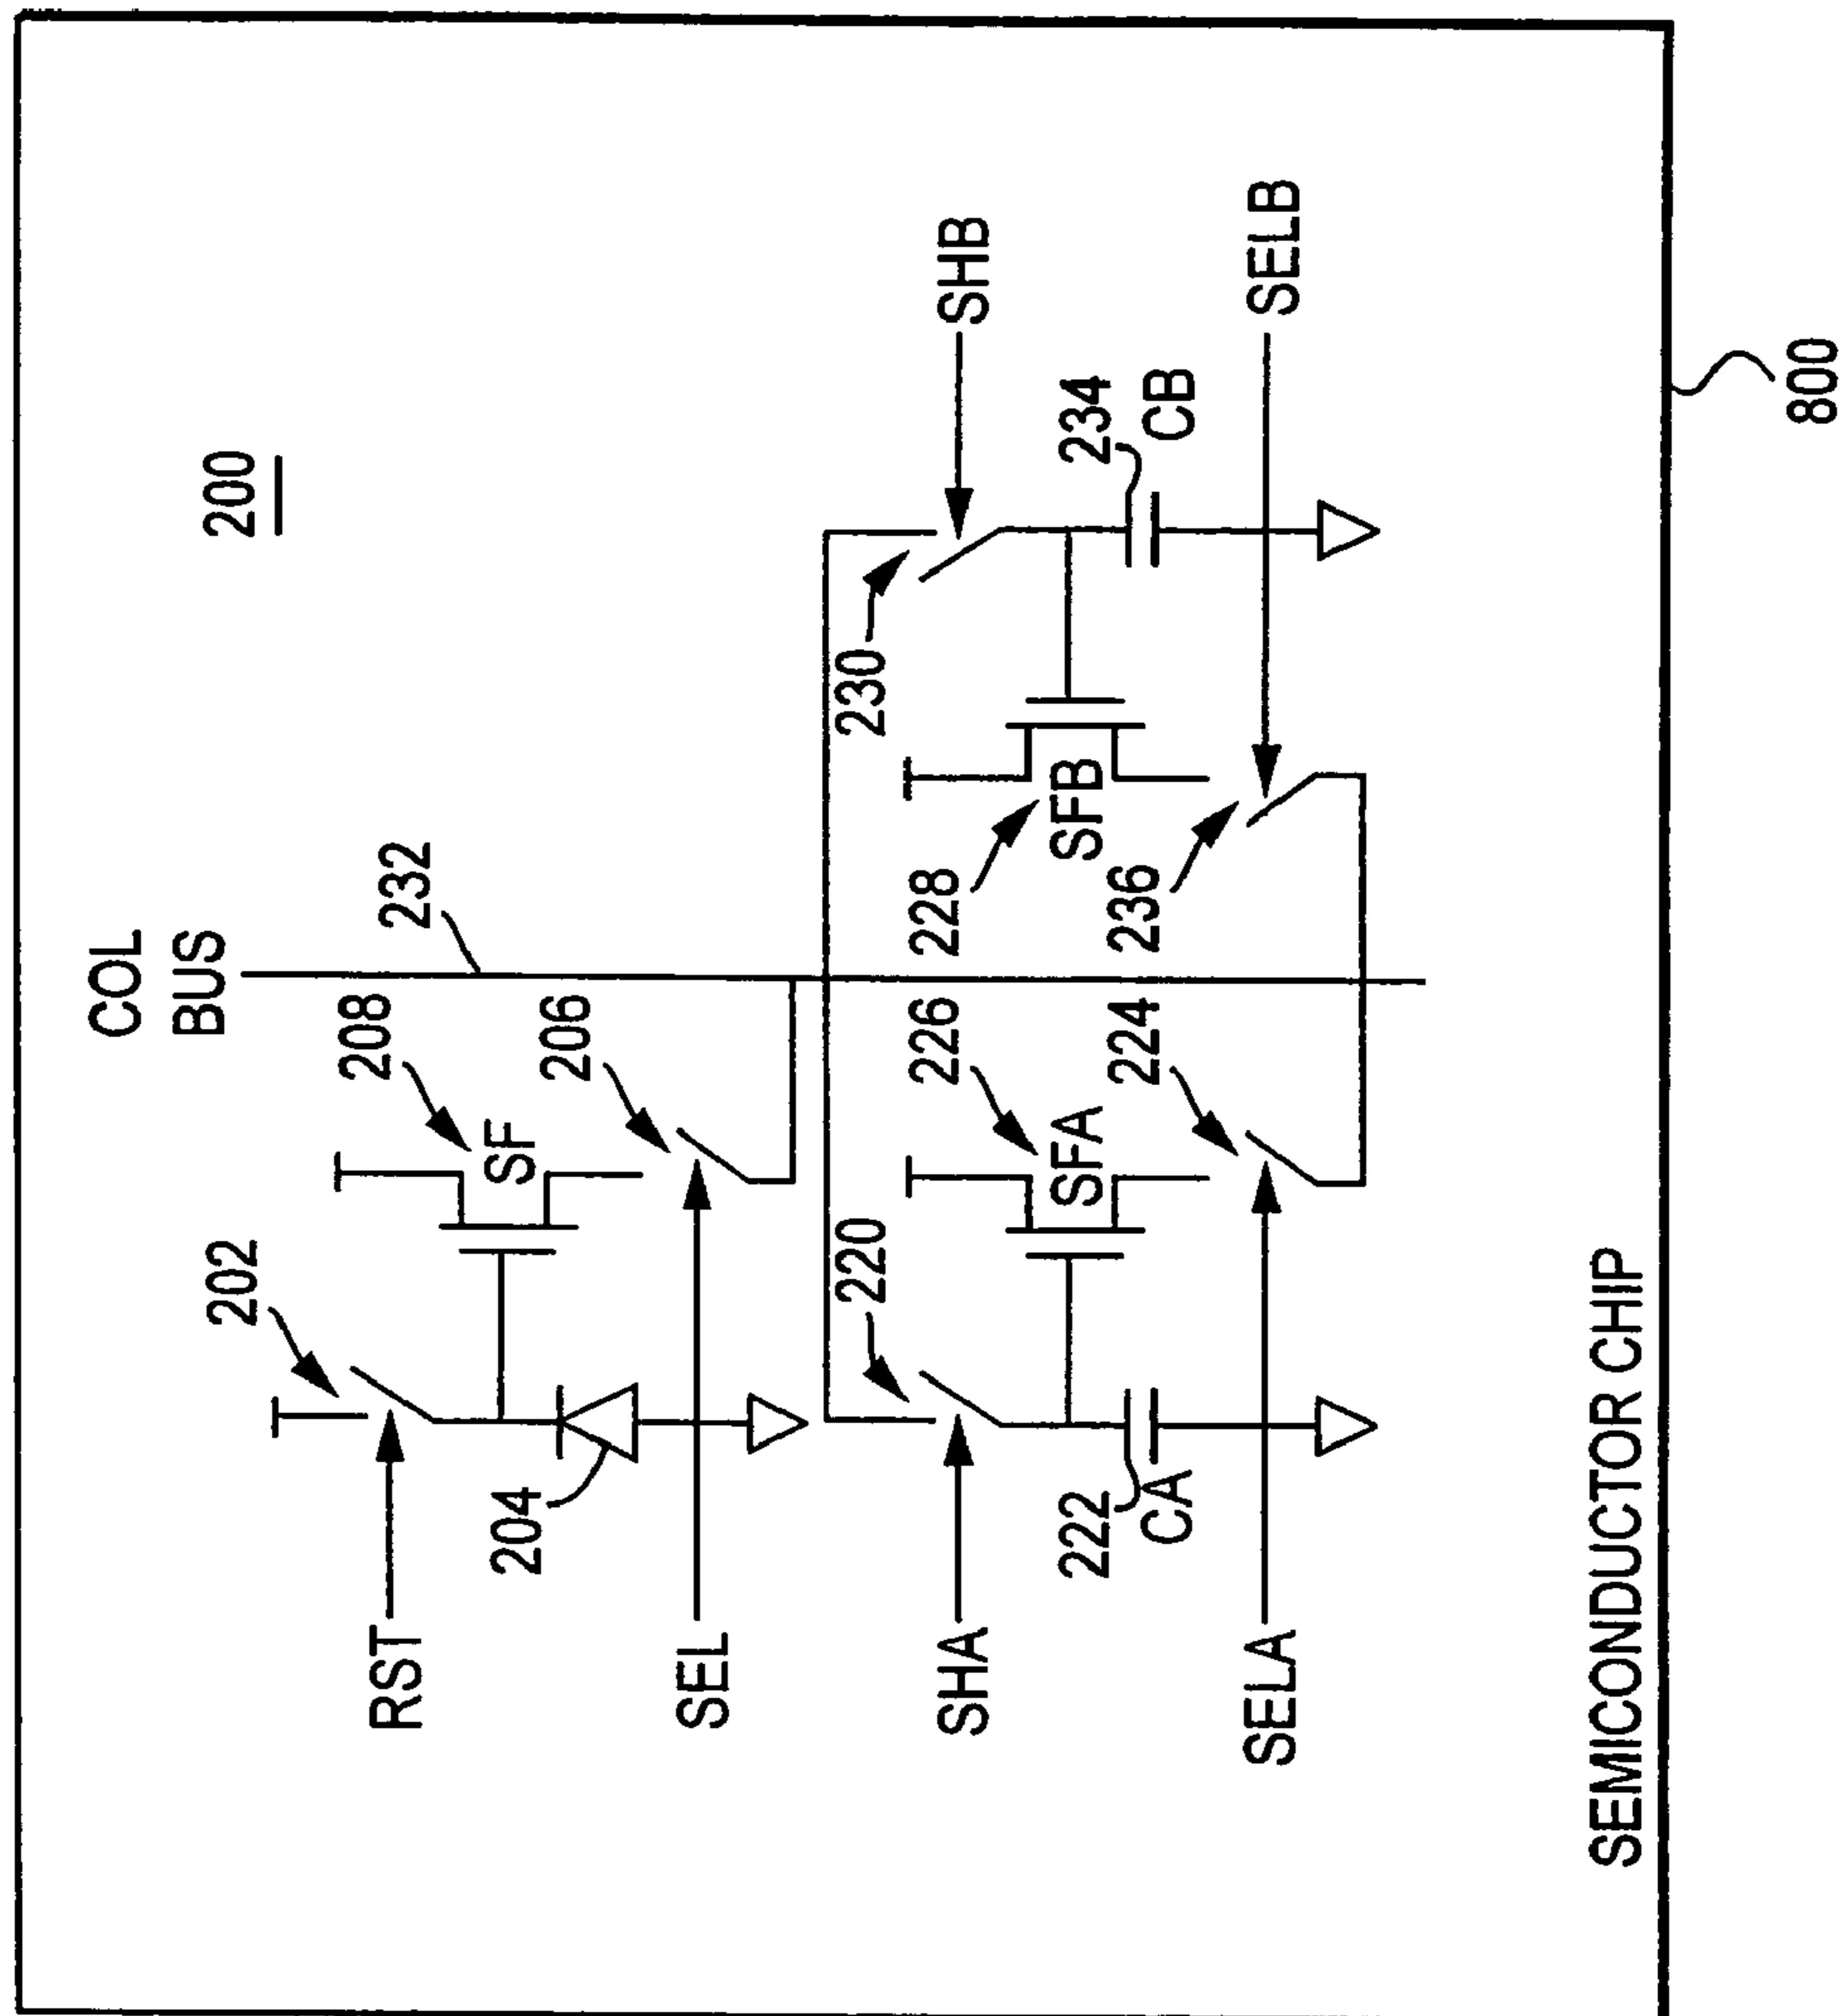 COL
BUS
200
232
202
208
SF
206
RST
204
SEL
220
226
SFA
224
SHA
222
CA
SELA
230
SHB
228
SFB
234
CB
236
SELB
SEMICONDUCTOR CHIP
800